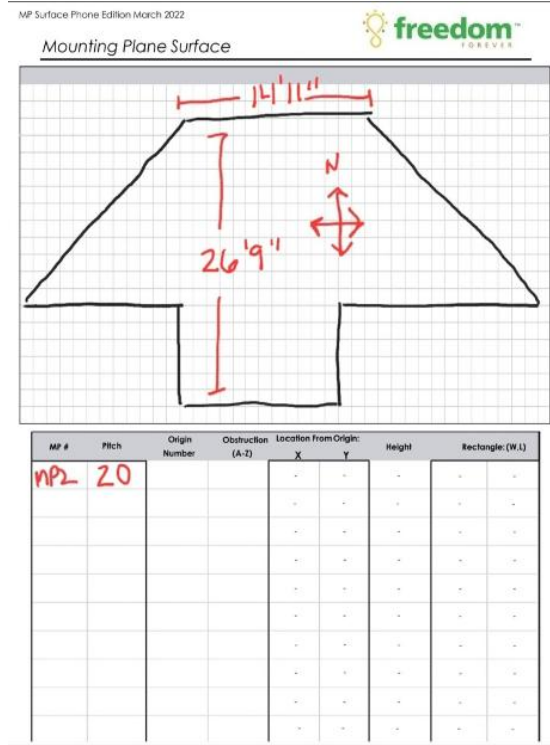 MP Surface Phone Edition March 2022
freedom™
FOREVER
Mounting Plane Surface
14'11"
N
26'9"
MP # Pitch Origin Number Obstruction (A-Z) Location From Origin: X Y Height Rectangle: (W,L)
MP2 20